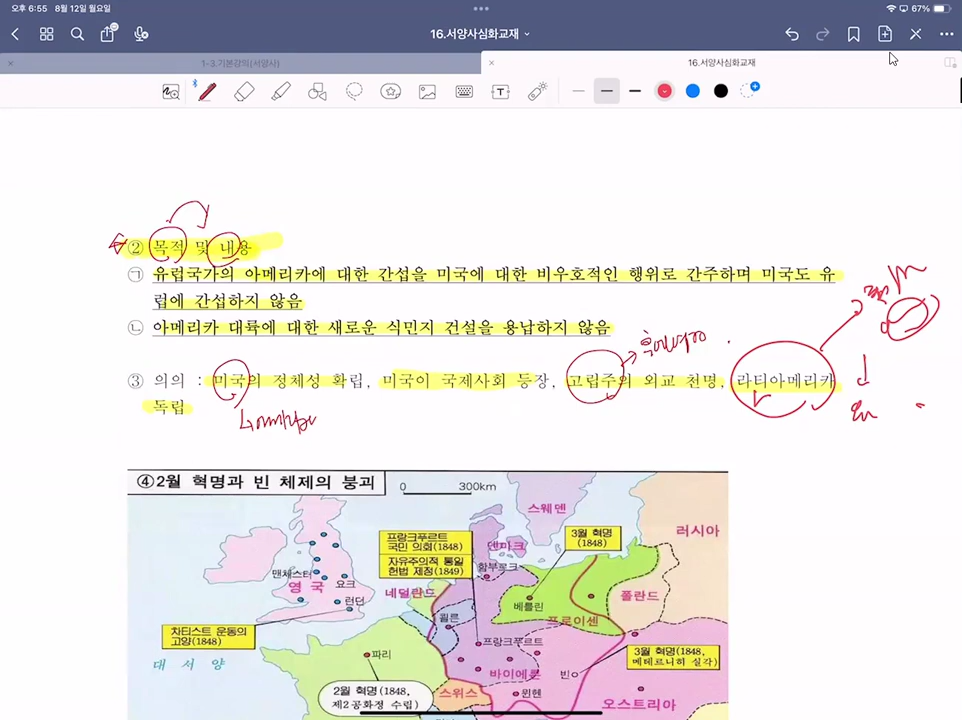 오후 6:55 8월 12일 월요일
67%
16.서양사심화교재
1-3.기본강의(서양사)
16.서양사심화교재
② 목적 및 내용
㉠ 유럽국가의 아메리카에 대한 간섭을 미국에 대한 비우호적인 행위로 간주하며 미국도 유
럽에 간섭하지 않음
㉡ 아메리카 대륙에 대한 새로운 식민지 건설을 용납하지 않음
③ 의의 : 미국의 정체성 확립, 미국이 국제사회 등장, 고립주의 외교 천명, 라티아메리카
독립
④2월 혁명과 빈 체제의 붕괴
0 300km
스웨덴
러시아
프랑크푸르트
국민 의회(1848)
자유주의적 통일
헌법 제정(1849)
3월 혁명
(1848)
덴마크
함부르크
맨체스터
영국
요크
런던
네덜란드
베를린
폴란드
쾰른
프로이센
차티스트 운동의
고양(1848)
프랑크푸르트
대서양
파리
3월 혁명(1848,
메테르니히 실각)
바이에른
빈
2월 혁명(1848,
제2공화정 수립)
스위스
뮌헨
오스트리아